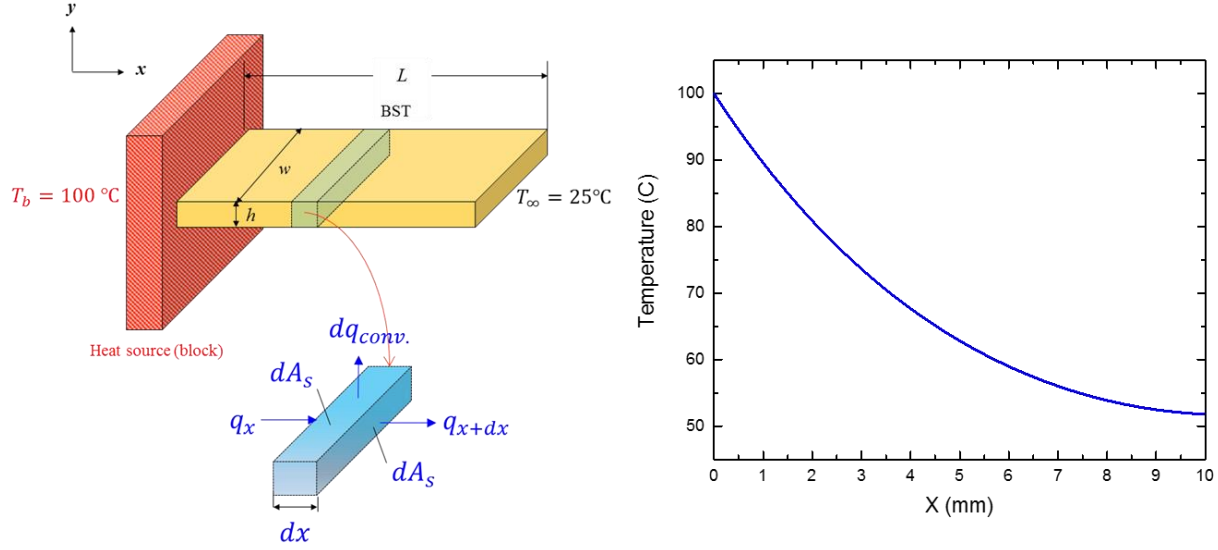 y
x
L
BST
w
h
T_b = 100 ℃
T_∞ = 25℃
Heat source (block)
dq_conv.
dA_s
q_x
q_{x+dx}
dA_s
dx
100
90
80
70
60
50
0 1 2 3 4 5 6 7 8 9 10
Temperature (C)
X (mm)